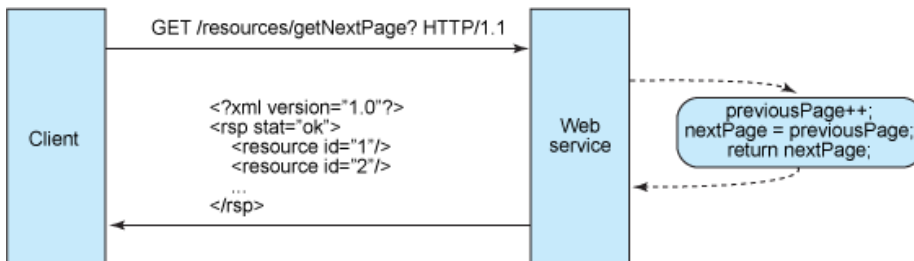 GET /resources/getNextPage? HTTP/1.1
Client
<?xml version="1.0"?>
<rsp stat="ok">
<resource id="1"/>
<resource id="2"/>
...
</rsp>
Web
service
previousPage++;
nextPage = previousPage;
return nextPage;